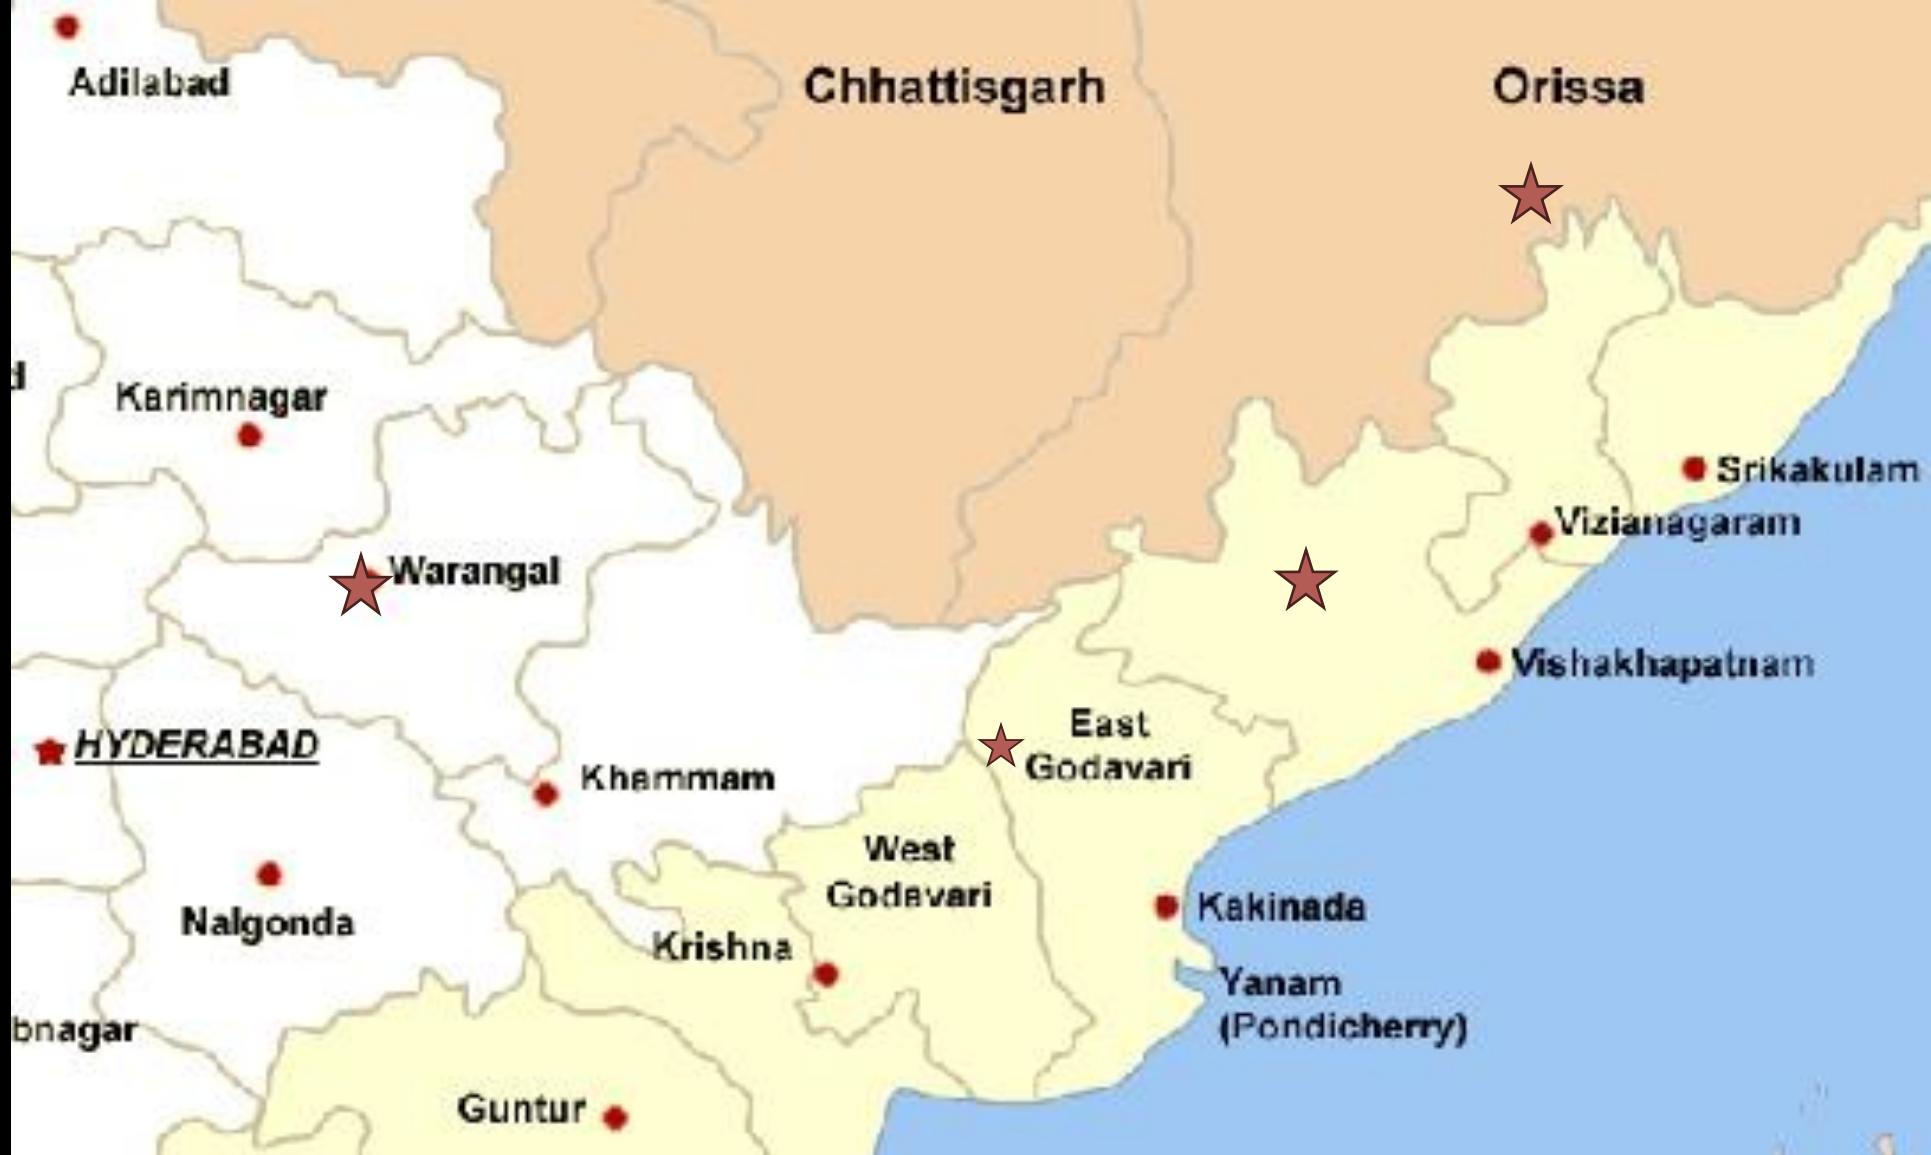 Adilabad
Chhattisgarh
Orissa
Karimnagar
Srikakulam
Vizianagaram
Warangal
Vishakhapatnam
East
Godavari
HYDERABAD
Khammam
West
Godavari
Kakinada
Nalgonda
Krishna
Yanam
(Pondicherry)
bnagar
Guntur
d